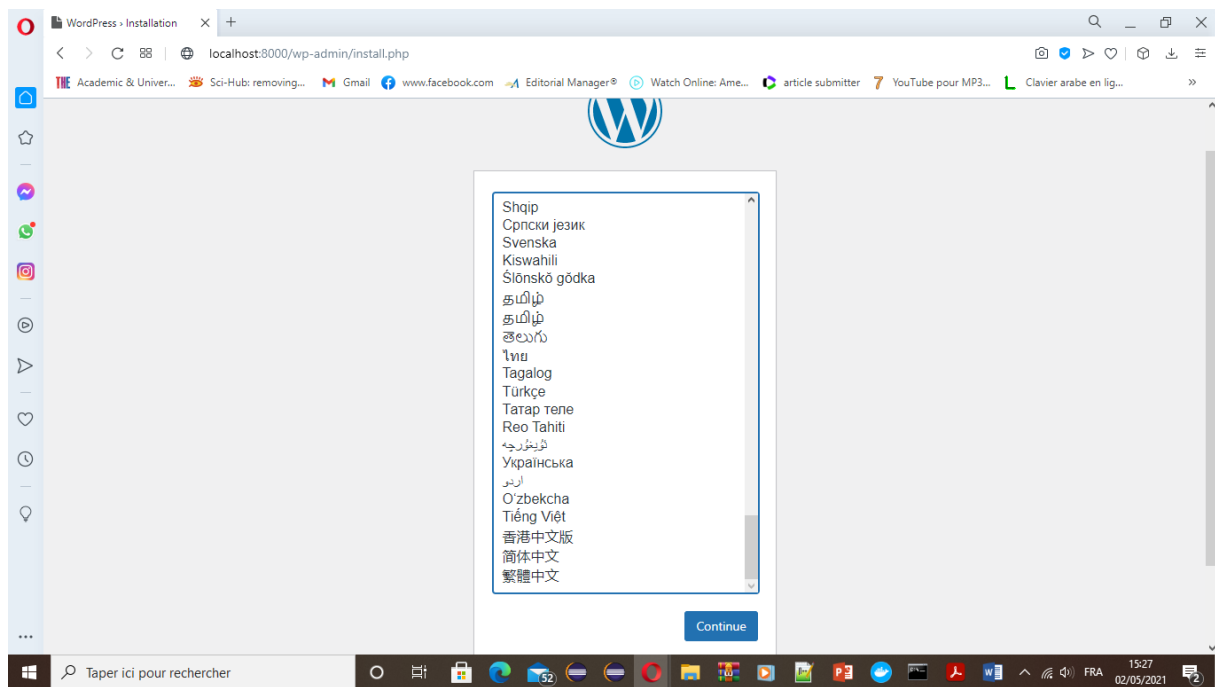 WordPress › Installation
localhost:8000/wp-admin/install.php
THE Academic & Univer... Sci-Hub: removing... Gmail www.facebook.com Editorial Manager® Watch Online: Ame... article submitter 7 YouTube pour MP3... L Clavier arabe en lig... »
Shqip
Српски језик
Svenska
Kiswahili
Ślōnskŏ gŏdka
தமிழ்
தமிழ்
తెలుగు
ไทย
Tagalog
Türkçe
Татар теле
Reo Tahiti
ئۇيغۇرچە
Українська
اردو
O‘zbekcha
Tiếng Việt
香港中文版
简体中文
繁體中文
Continue
Taper ici pour rechercher
52
FRA
15:27
02/05/2021
2